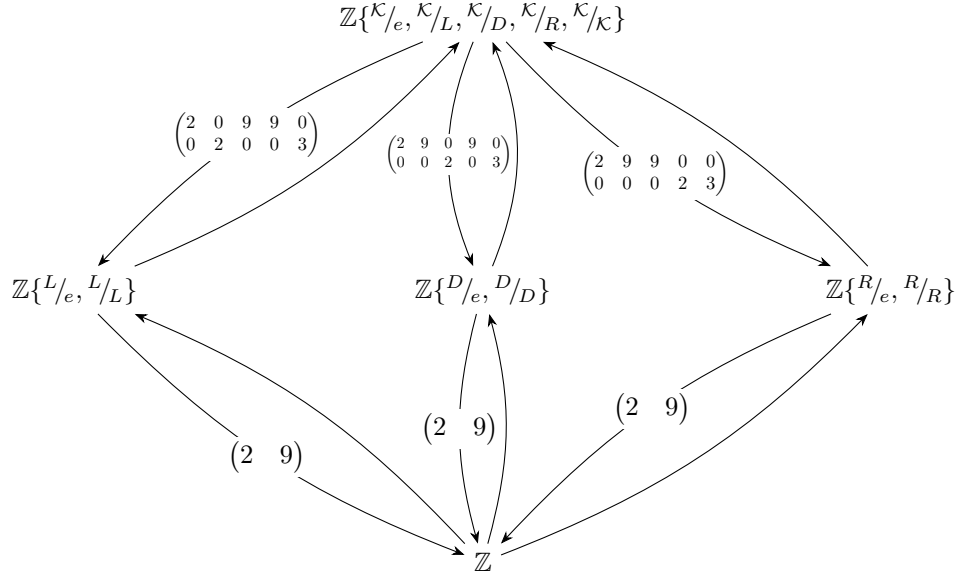 ℤ{𝒦/e, 𝒦/L, 𝒦/D, 𝒦/R, 𝒦/𝒦}
(2 0 9 9 0
0 2 0 0 3)
(2 9 0 9 0
0 0 2 0 3)
(2 9 9 0 0
0 0 0 2 3)
ℤ{L/e, L/L}
ℤ{D/e, D/D}
ℤ{R/e, R/R}
(2 9)
(2 9)
(2 9)
ℤ